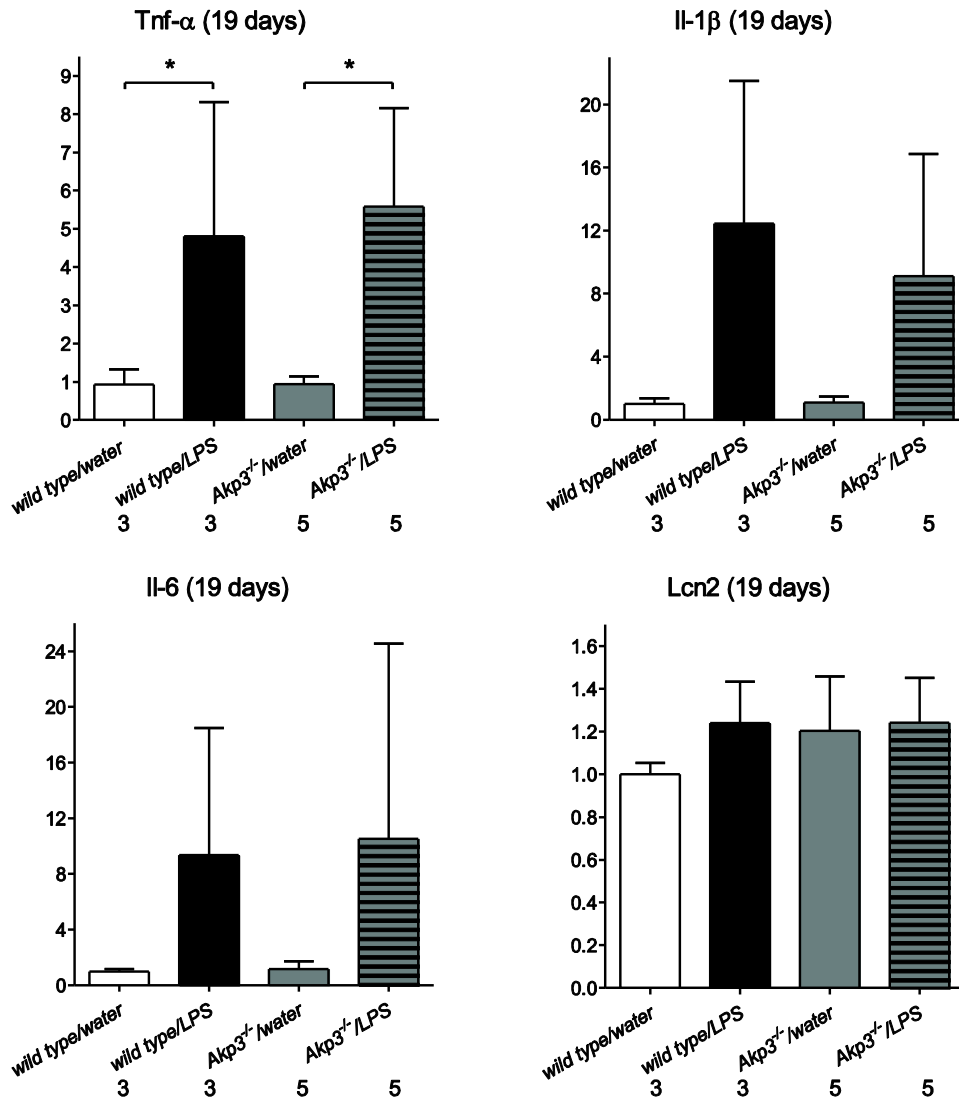 Tnf-α (19 days)
*
*
9
8
7
6
5
4
3
2
1
0
wild type/water
wild type/LPS
Akp3-/-/water
Akp3-/-/LPS
3
3
5
5
Il-1β (19 days)
20
16
12
8
4
0
wild type/water
wild type/LPS
Akp3-/-/water
Akp3-/-/LPS
3
3
5
5
Il-6 (19 days)
24
20
16
12
8
4
0
wild type/water
wild type/LPS
Akp3-/-/water
Akp3-/-/LPS
3
3
5
5
Lcn2 (19 days)
1.6
1.4
1.2
1.0
0.8
0.6
0.4
0.2
0.0
wild type/water
wild type/LPS
Akp3-/-/water
Akp3-/-/LPS
3
3
5
5